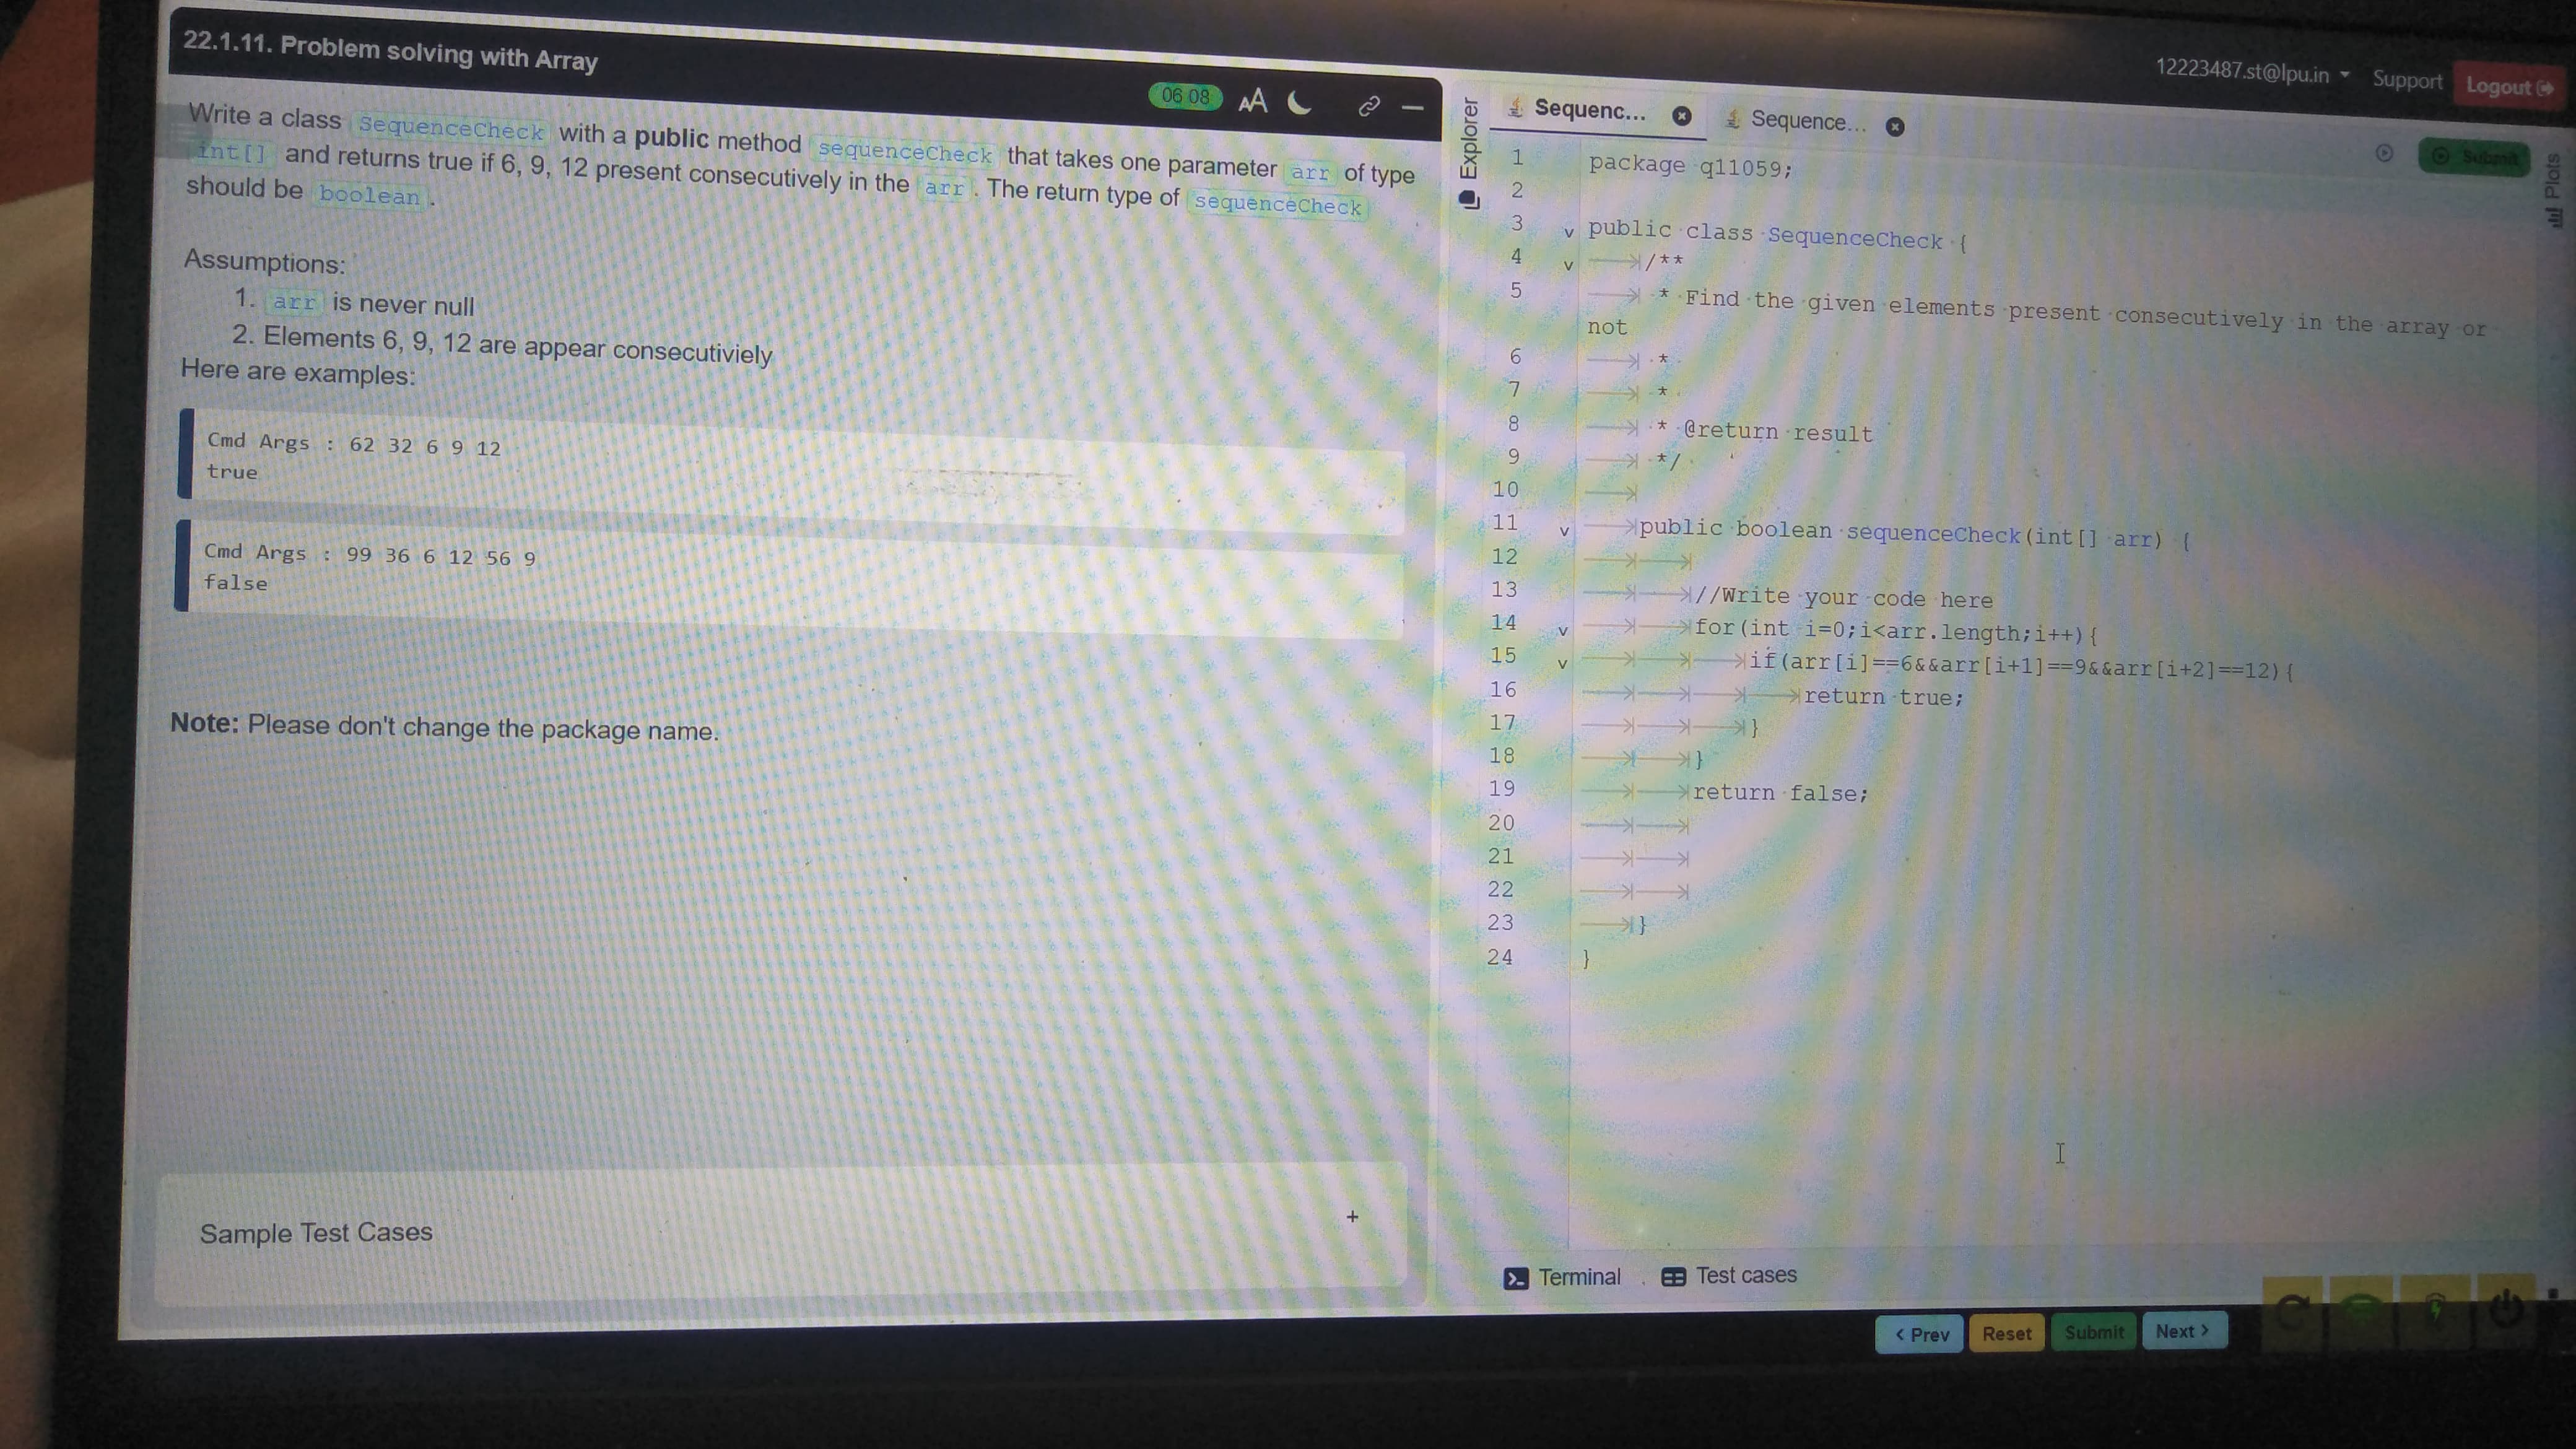 22.1.11. Problem solving with Array
06 08
AA
12223487.st@lpu.in
Support
Logout
Write a class SequenceCheck with a public method sequenceCheck that takes one parameter arr of type
int[] and returns true if 6, 9, 12 present consecutively in the arr . The return type of sequenceCheck
should be boolean .
Assumptions:
1. arr is never null
2. Elements 6, 9, 12 are appear consecutiviely
Here are examples:
Cmd Args : 62 32 6 9 12
true
Cmd Args : 99 36 6 12 56 9
false
Note: Please don't change the package name.
Sample Test Cases
+
Explorer
Sequenc...
Sequence...
Submit
Plots
1 package q11059;
2
3 public class SequenceCheck {
4 /**
5 * Find the given elements present consecutively in the array or
not
6 *
7 *
8 * @return result
9 */
10
11 public boolean sequenceCheck(int[] arr) {
12
13 //Write your code here
14 for(int i=0;i<arr.length;i++){
15 if(arr[i]==6&&arr[i+1]==9&&arr[i+2]==12){
16 return true;
17 }
18 }
19 return false;
20
21
22
23 }
24 }
Terminal
Test cases
< Prev
Reset
Submit
Next >